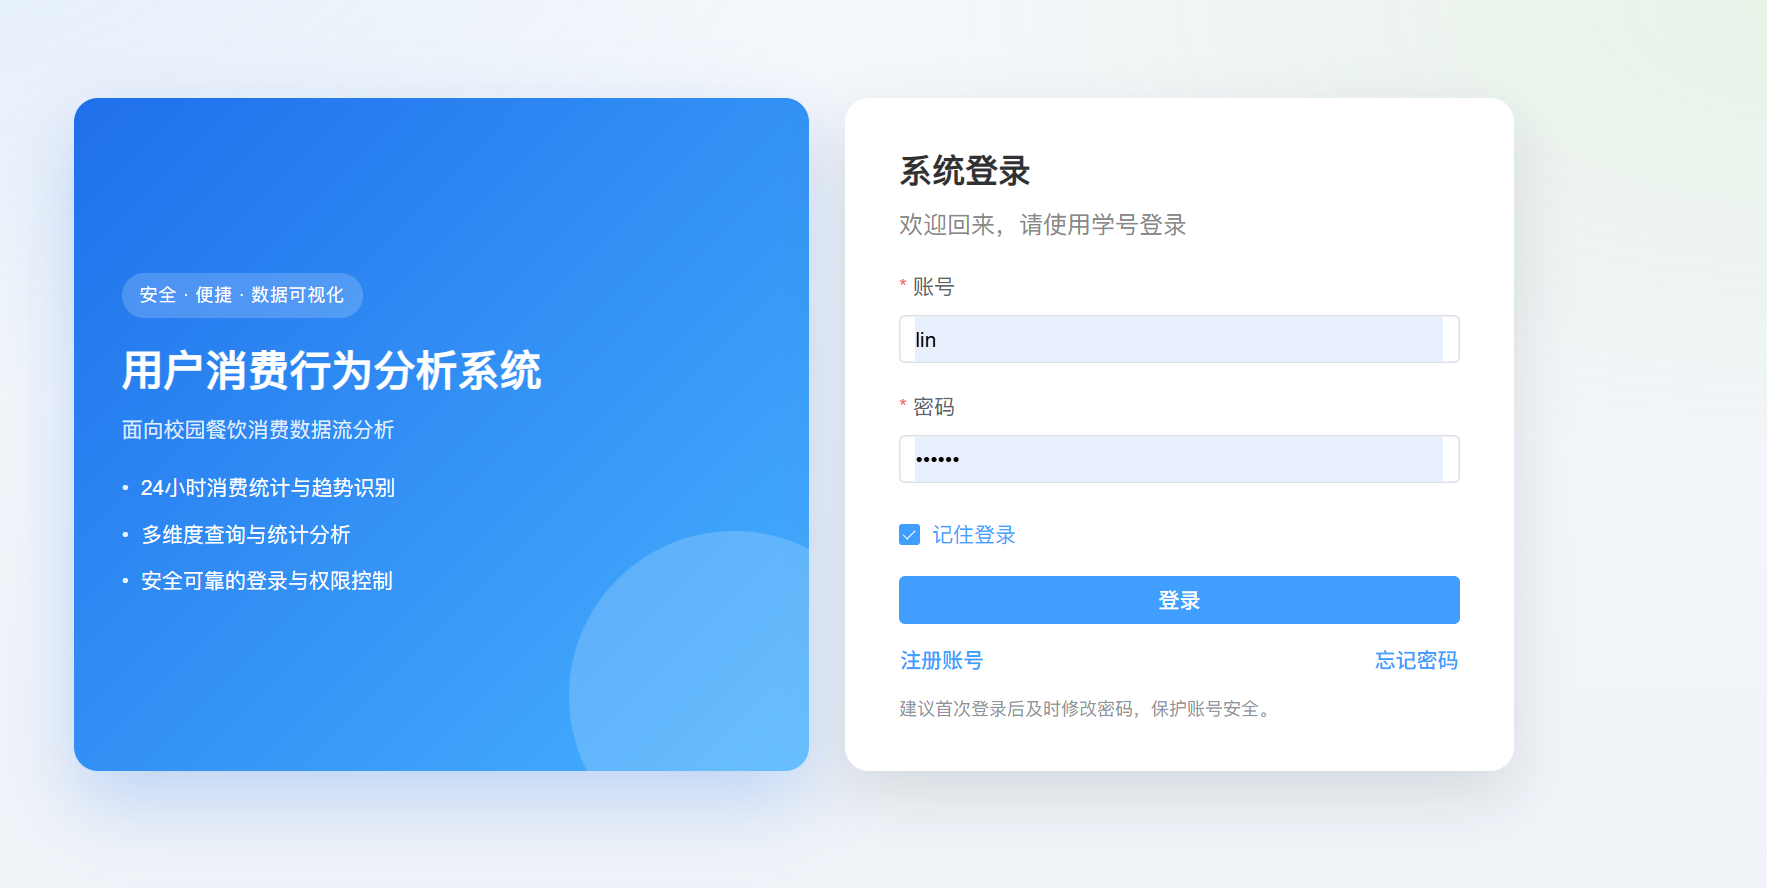 安全 · 便捷 · 数据可视化
用户消费行为分析系统
面向校园餐饮消费数据流分析
• 24小时消费统计与趋势识别
• 多维度查询与统计分析
• 安全可靠的登录与权限控制
系统登录
欢迎回来，请使用学号登录
* 账号
lin
* 密码
••••••
记住登录
登录
注册账号
忘记密码
建议首次登录后及时修改密码，保护账号安全。